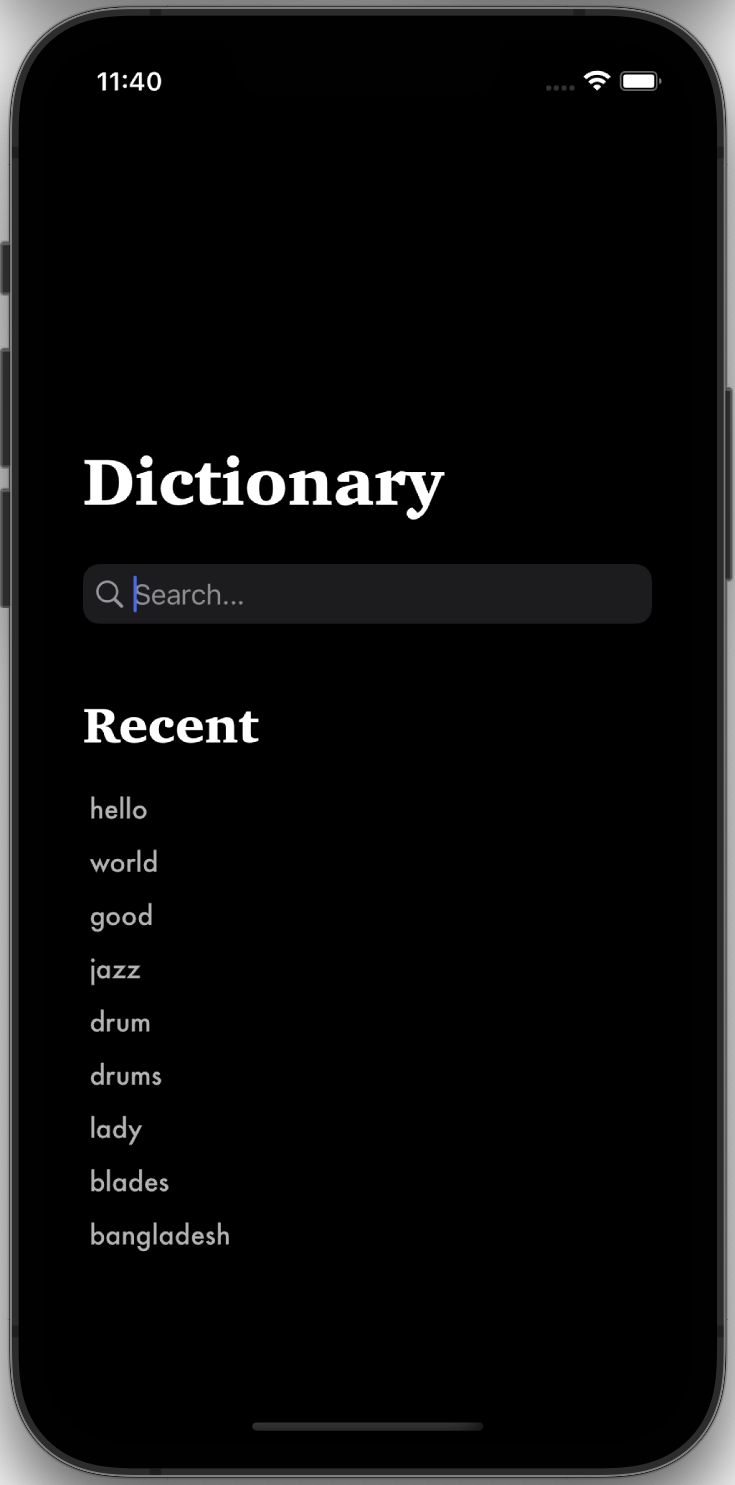 11:40
Dictionary
Search...
Recent
hello
world
good
jazz
drum
drums
lady
blades
bangladesh